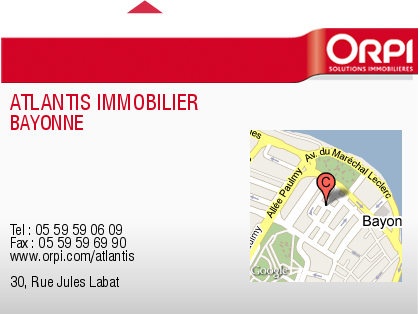 ORPI
SOLUTIONS IMMOBILIÈRES
ATLANTIS IMMOBILIER
BAYONNE
Tel : 05 59 59 06 09
Fax : 05 59 59 69 90
www.orpi.com/atlantis
30, Rue Jules Labat
es
Av. du Maréchal Leclerc
Allée Paulmy
C
Bayon
Google